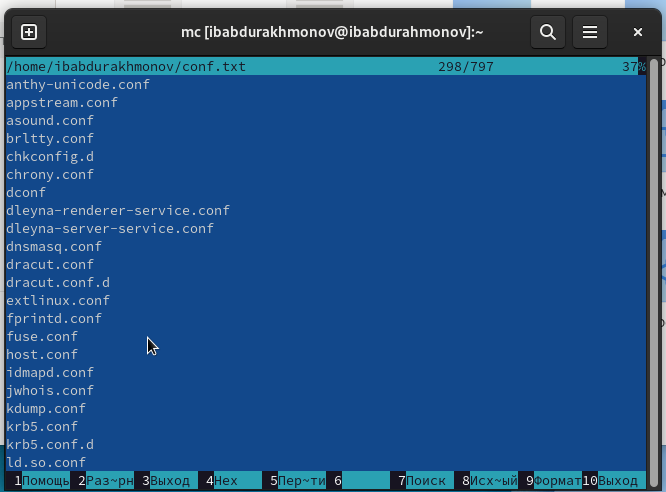 mc [ibabdurakhmonov@ibabdurahmonov]:~
/home/ibabdurakhmonov/conf.txt 298/797 37%
anthy-unicode.conf
appstream.conf
asound.conf
brltty.conf
chkconfig.d
chrony.conf
dconf
dleyna-renderer-service.conf
dleyna-server-service.conf
dnsmasq.conf
dracut.conf
dracut.conf.d
extlinux.conf
fprintd.conf
fuse.conf
host.conf
idmapd.conf
jwhois.conf
kdump.conf
krb5.conf
krb5.conf.d
ld.so.conf
1Помощь 2Раз~рн 3Выход 4Hex 5Пер~ти 6 7Поиск 8Исх~ый 9Формат 10Выход